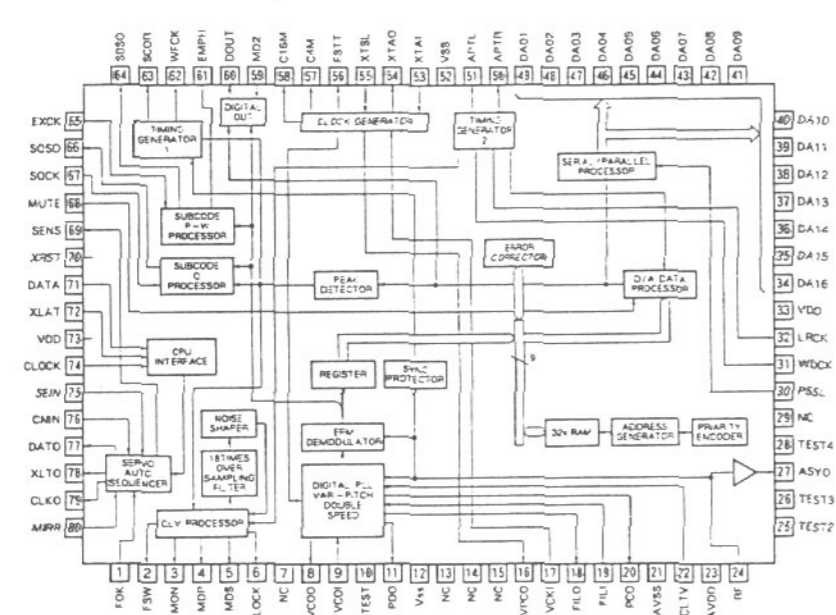 SOSO SCOR WFCK EMPH DOUT MD2 C16M C4M FSTT XTSL XTAO XTAI VSS APTL APTR DA01 DA02 DA03 DA04 DA05 DA06 DA07 DA08 DA09
64 63 62 61 60 59 58 57 56 55 54 53 52 51 50 49 48 47 46 45 44 43 42 41
EXCK 65
SQSO 66
SOCK 67
MUTE 68
SENS 69
XRST 70
DATA 71
XLAT 72
VDD 73
CLOCK 74
SEIN 75
CNIN 76
DATO 77
XLTO 78
CLKO 79
MIRR 80
DIGITAL
OUT
CLOCK GENERATOR
TIMING
GENERATOR
1
TIMING
GENERATOR
2
SERIAL/PARALLEL
PROCESSOR
SUBCODE
P-W
PROCESSOR
SUBCODE
Q
PROCESSOR
PEAK
DETECTOR
ERROR
CORRECTOR
D/A DATA
PROCESSOR
CPU
INTERFACE
REGISTER
SYNC
PROTECTOR
9
NOISE
SHAPER
EFM
DEMODULATOR
32K RAM
ADDRESS
GENERATOR
PRIARITY
ENCODER
18TIMES
OVER
SAMPLING
FILTER
SERVO
AUTO
SEQUENCER
DIGITAL PLL
VARI-PITCH
DOUBLE
SPEED
CLV PROCESSOR
40 DA10
39 DA11
38 DA12
37 DA13
36 DA14
35 DA15
34 DA16
33 VDD
32 LRCK
31 WDCK
30 PSSL
29 NC
28 TEST4
27 ASYO
26 TEST3
25 TEST2
1 2 3 4 5 6 7 8 9 10 11 12 13 14 15 16 17 18 19 20 21 22 23 24
FOK FSW MON MDP MDS LOCK NC VCOO VCOI TEST PDO Vss NC NC NC VPCO VCKI FILO FILI PCO AVSS CLTV VDD RF